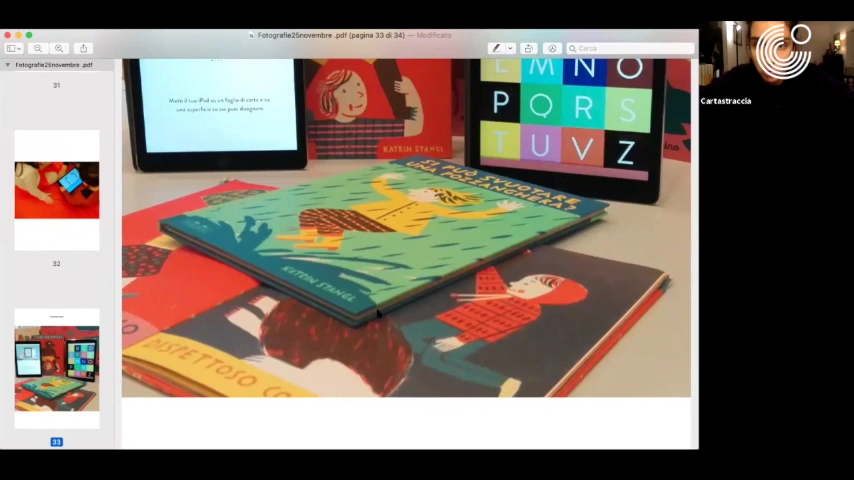 Fotografie25novembre .pdf (pagina 33 di 34) — Modificato
Cerca
Fotografie25novembre .pdf
31
32
33
Metti il tuo iPad su un foglio di carta o su
una superficie su cui puoi disegnare.
KATRIN STANGL
L M N O
P Q R S
T U V Z
SI PUÒ SVUOTARE
UNA POZZANGHERA?
KATRIN STANGL
DISPETTOSO CO
Cartastraccia